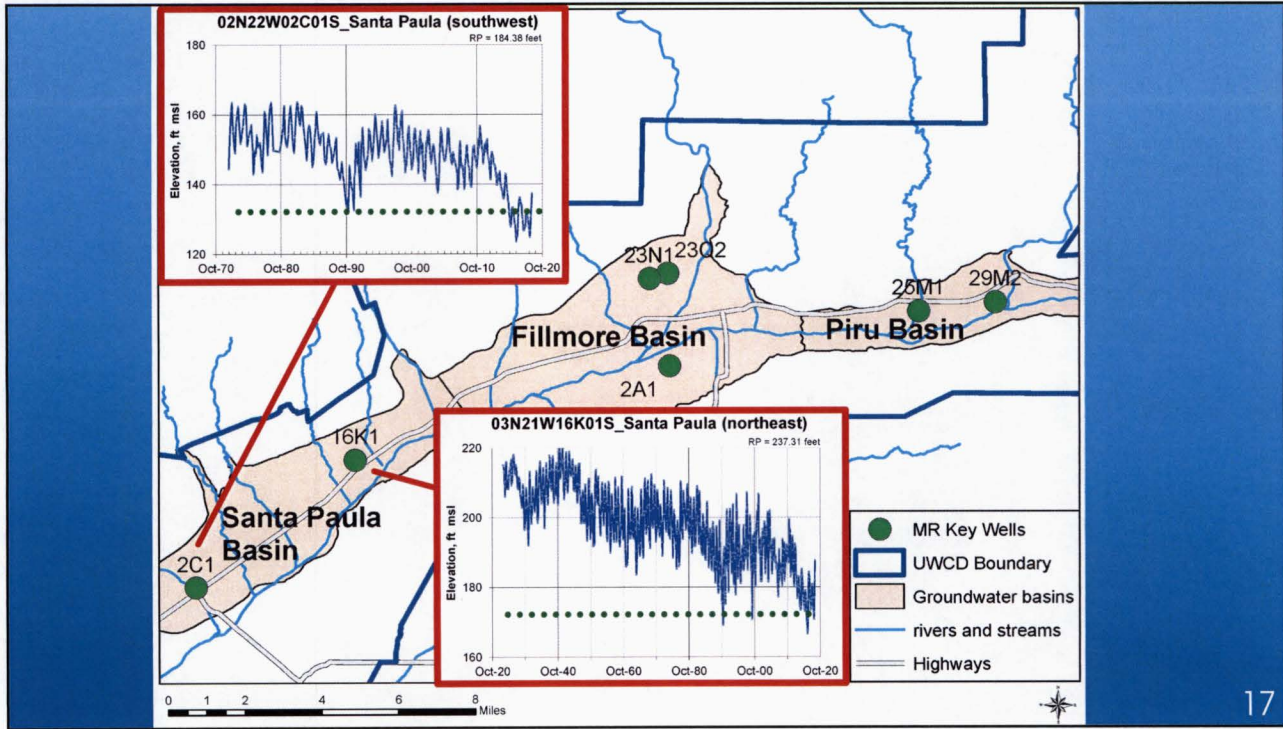 02N22W02C01S_Santa Paula (southwest)
RP = 184.38 feet
Elevation, ft msl
180
160
140
120
Oct-70
Oct-80
Oct-90
Oct-00
Oct-10
Oct-20
23N1
23Q2
25M1
29M2
Fillmore Basin
Piru Basin
2A1
16K1
Santa Paula
Basin
2C1
03N21W16K01S_Santa Paula (northeast)
RP = 237.31 feet
Elevation, ft msl
220
200
180
160
Oct-20
Oct-40
Oct-60
Oct-80
Oct-00
Oct-20
MR Key Wells
UWCD Boundary
Groundwater basins
rivers and streams
Highways
0 1 2 4 6 8
Miles
17